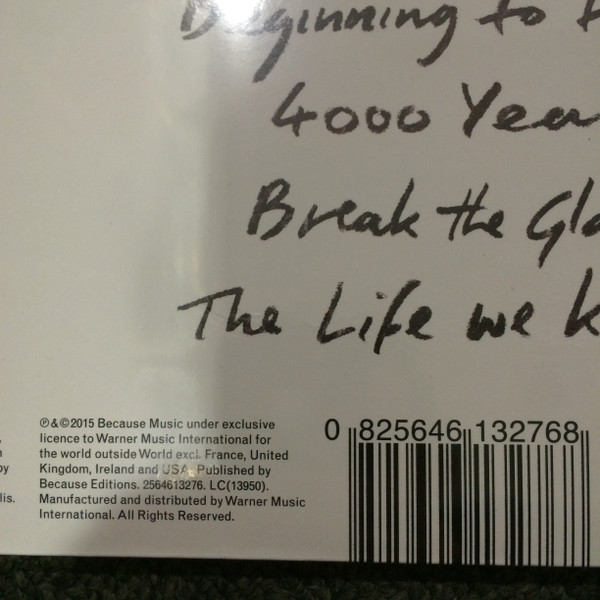 Beginning to
4000
Break the
The Life we
℗&©2015 Because Music under exclusive
licence to Warner Music International for
the world outside World excl. France, United
Kingdom, Ireland and USA. Published by
Because Editions. 2564613276. LC(13950).
Manufactured and distributed by Warner Music
International. All Rights Reserved.
lis.
0 825646 132768